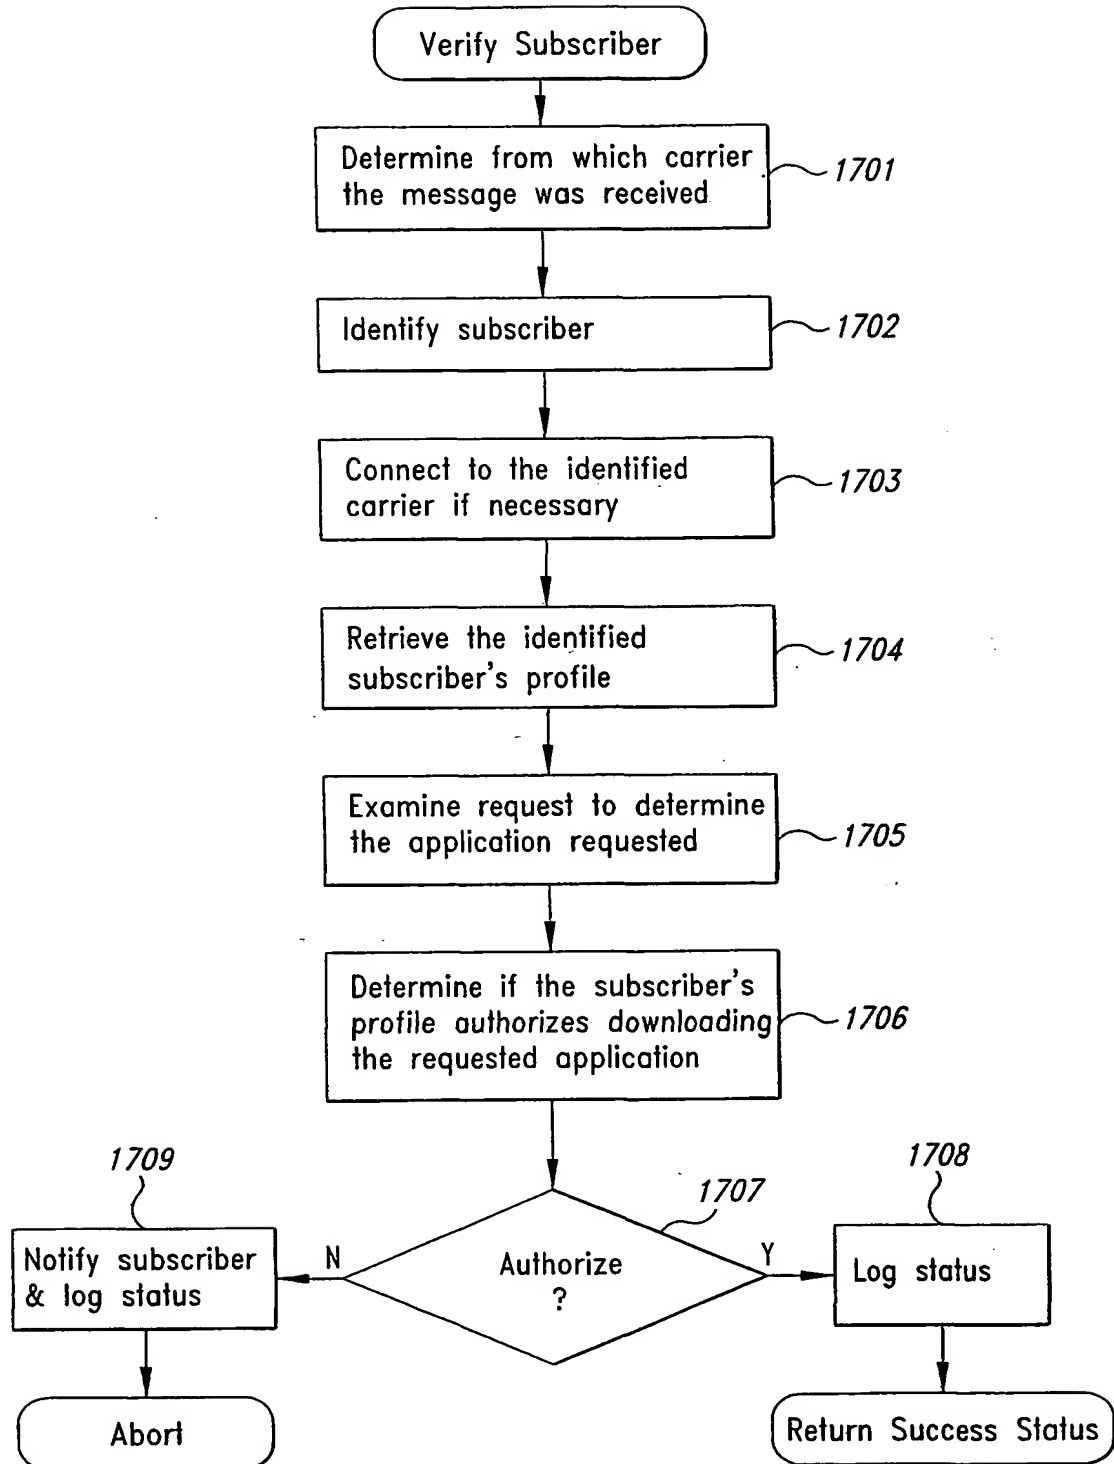 Verify Subscriber
Determine from which carrier
the message was received
1701
Identify subscriber
1702
Connect to the identified
carrier if necessary
1703
Retrieve the identified
subscriber's profile
1704
Examine request to determine
the application requested
1705
Determine if the subscriber's
profile authorizes downloading
the requested application
1706
1709
1707
1708
Notify subscriber
& log status
N
Authorize
?
Y
Log status
Abort
Return Success Status